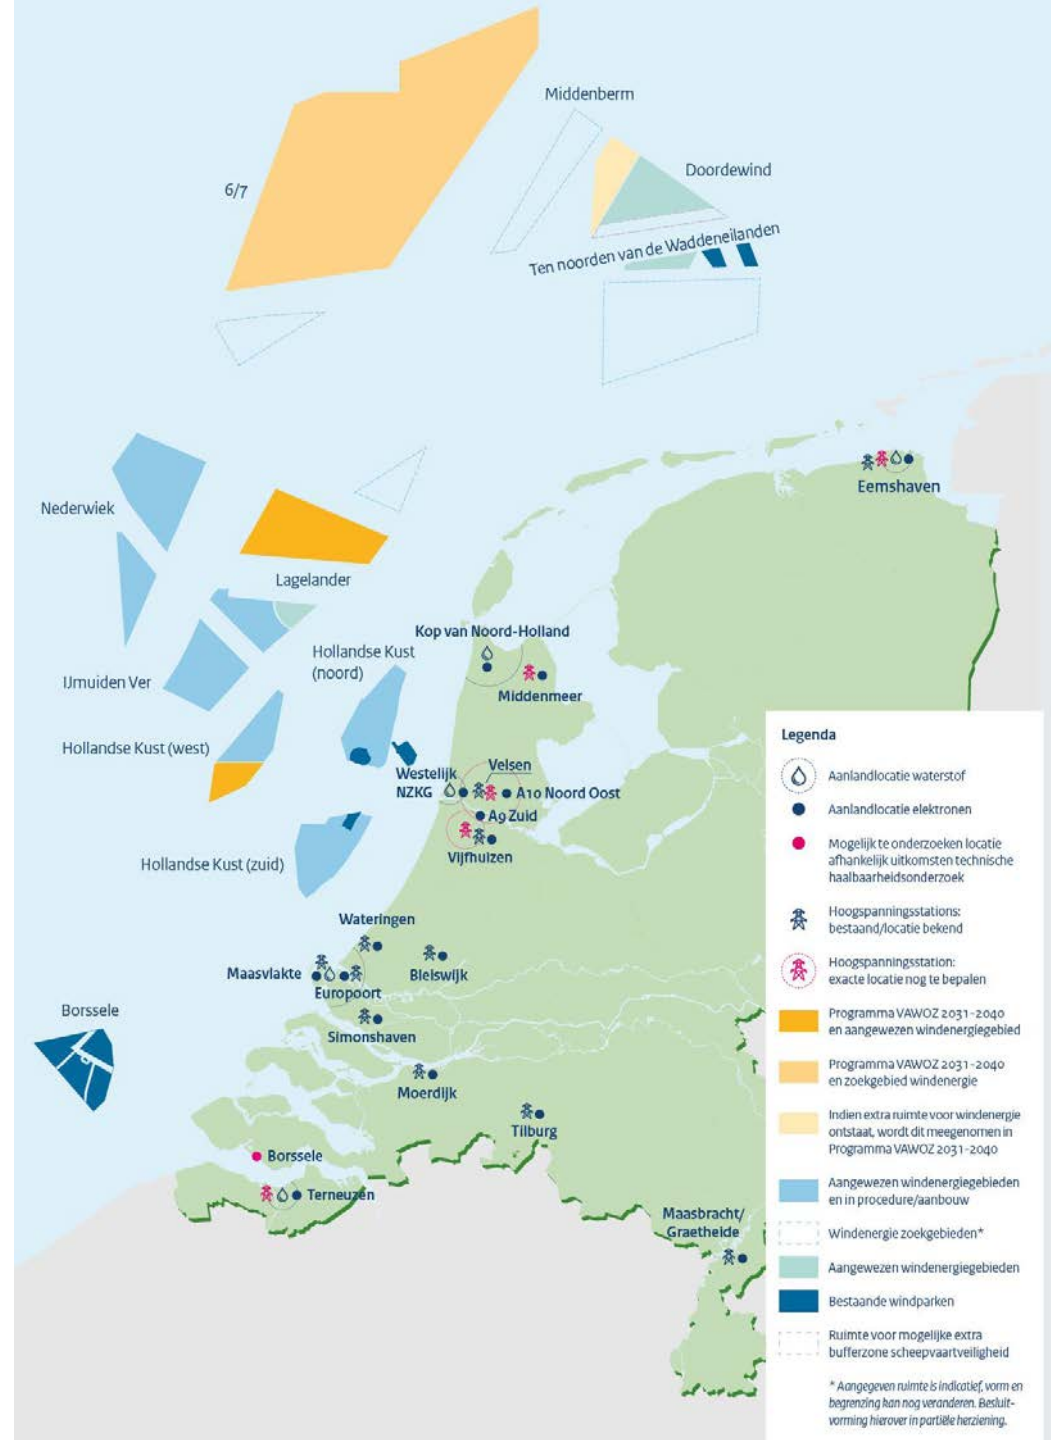 Middenberm
Doordewind
6/7
Ten noorden van de Waddeneilanden
Eemshaven
Nederwiek
Lagelander
Kop van Noord-Holland
Hollandse Kust
(noord)
IJmuiden Ver
Middenmeer
Hollandse Kust (west)
Velsen
Westelijk
NZKG
A10 Noord Oost
A9 Zuid
Vijfhuizen
Hollandse Kust (zuid)
Wateringen
Maasvlakte
Bleiswijk
Europoort
Borssele
Simonshaven
Moerdijk
Tilburg
Borssele
Terneuzen
Maasbracht/
Graetheide
Legenda
Aanlandlocatie waterstof
Aanlandlocatie elektronen
Mogelijk te onderzoeken locatie
afhankelijk uitkomsten technische
haalbaarheidsonderzoek
Hoogspanningsstations:
bestaand/locatie bekend
Hoogspanningsstation:
exacte locatie nog te bepalen
Programma VAWOZ 2031-2040
en aangewezen windenergiegebied
Programma VAWOZ 2031-2040
en zoekgebied windenergie
Indien extra ruimte voor windenergie
ontstaat, wordt dit meegenomen in
Programma VAWOZ 2031-2040
Aangewezen windenergiegebieden
en in procedure/aanbouw
Windenergie zoekgebieden*
Aangewezen windenergiegebieden
Bestaande windparken
Ruimte voor mogelijke extra
bufferzone scheepvaartveiligheid
* Aangegeven ruimte is indicatief, vorm en
begrenzing kan nog veranderen. Besluit-
vorming hierover in partiële herziening.